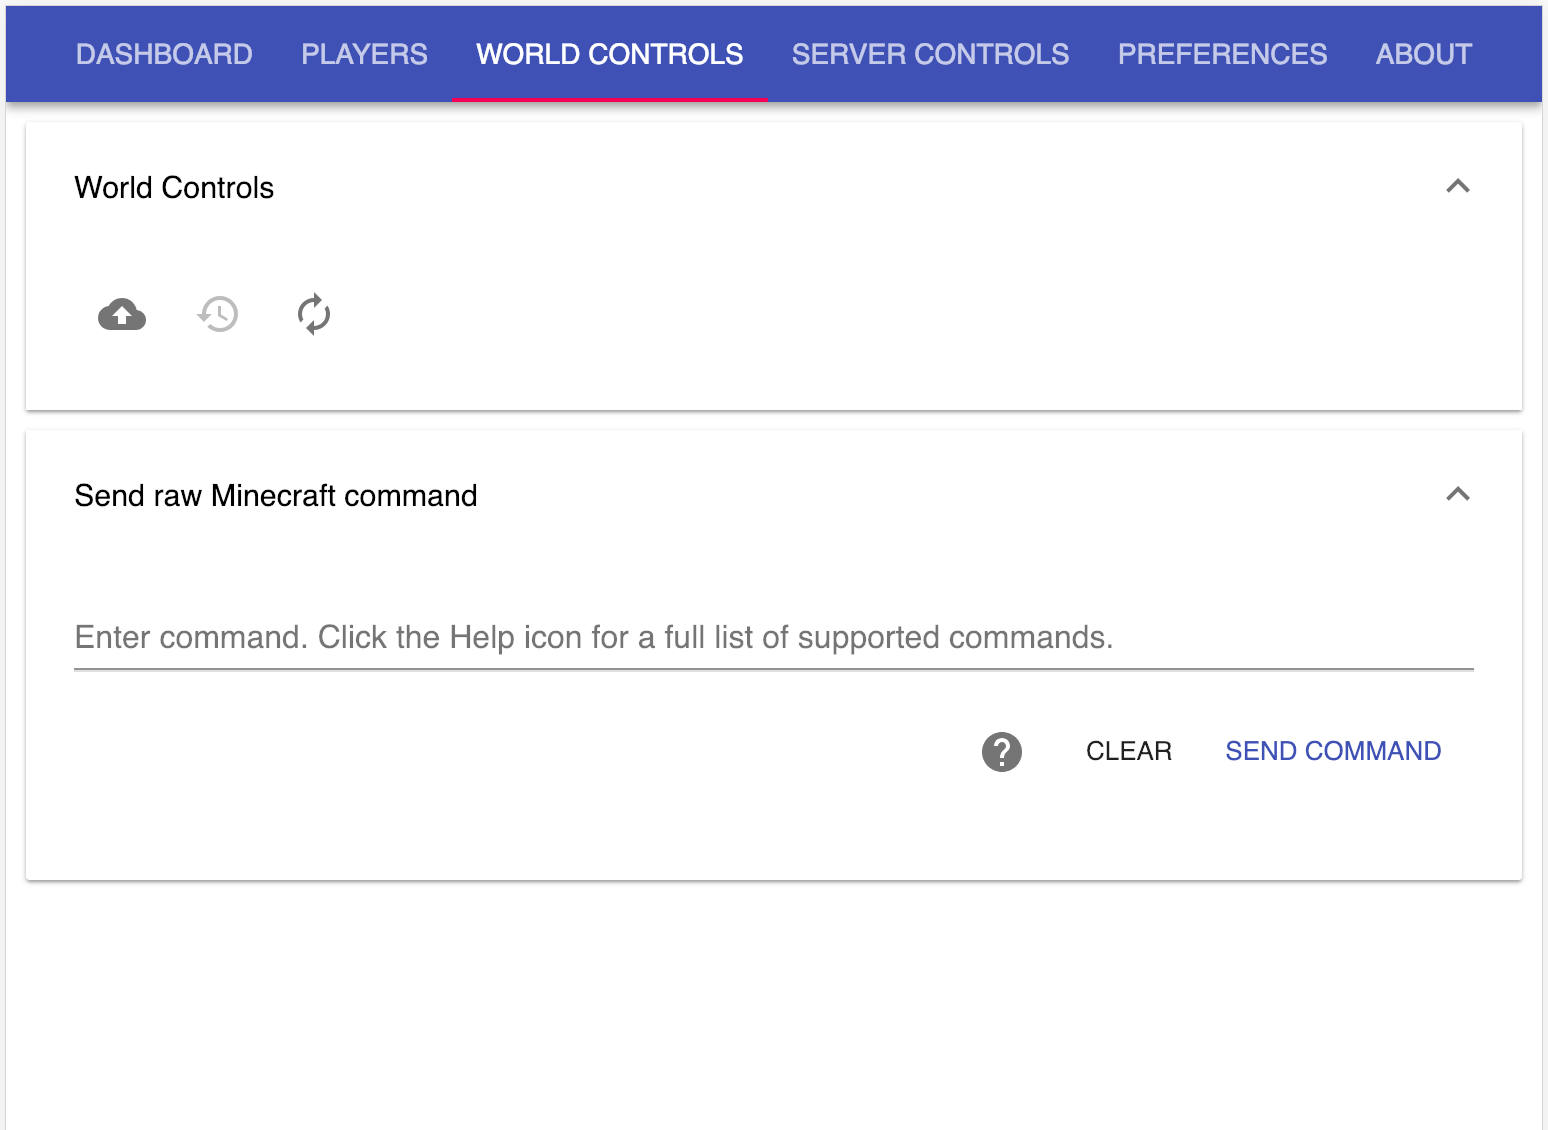 DASHBOARD PLAYERS WORLD CONTROLS SERVER CONTROLS PREFERENCES ABOUT
World Controls
Send raw Minecraft command
Enter command. Click the Help icon for a full list of supported commands.
? CLEAR SEND COMMAND